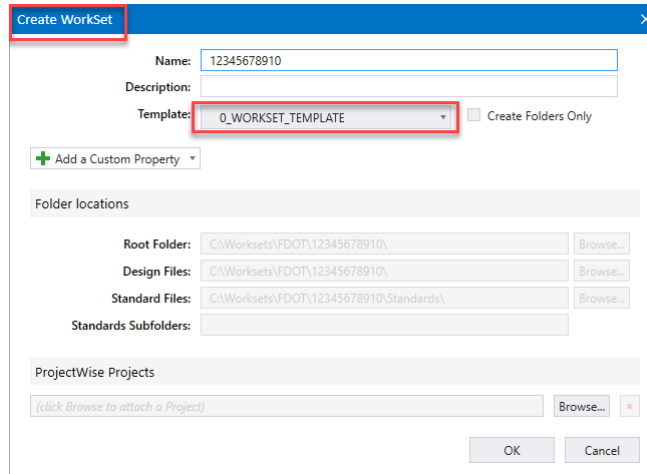 Create WorkSet
Name: 12345678910
Description:
Template: 0_WORKSET_TEMPLATE Create Folders Only
Add a Custom Property
Folder locations
Root Folder: C:\Worksets\FDOT\12345678910\ Browse...
Design Files: C:\Worksets\FDOT\12345678910\ Browse...
Standard Files: C:\Worksets\FDOT\12345678910\Standards\ Browse...
Standards Subfolders:
ProjectWise Projects
(click Browse to attach a Project) Browse...
OK Cancel